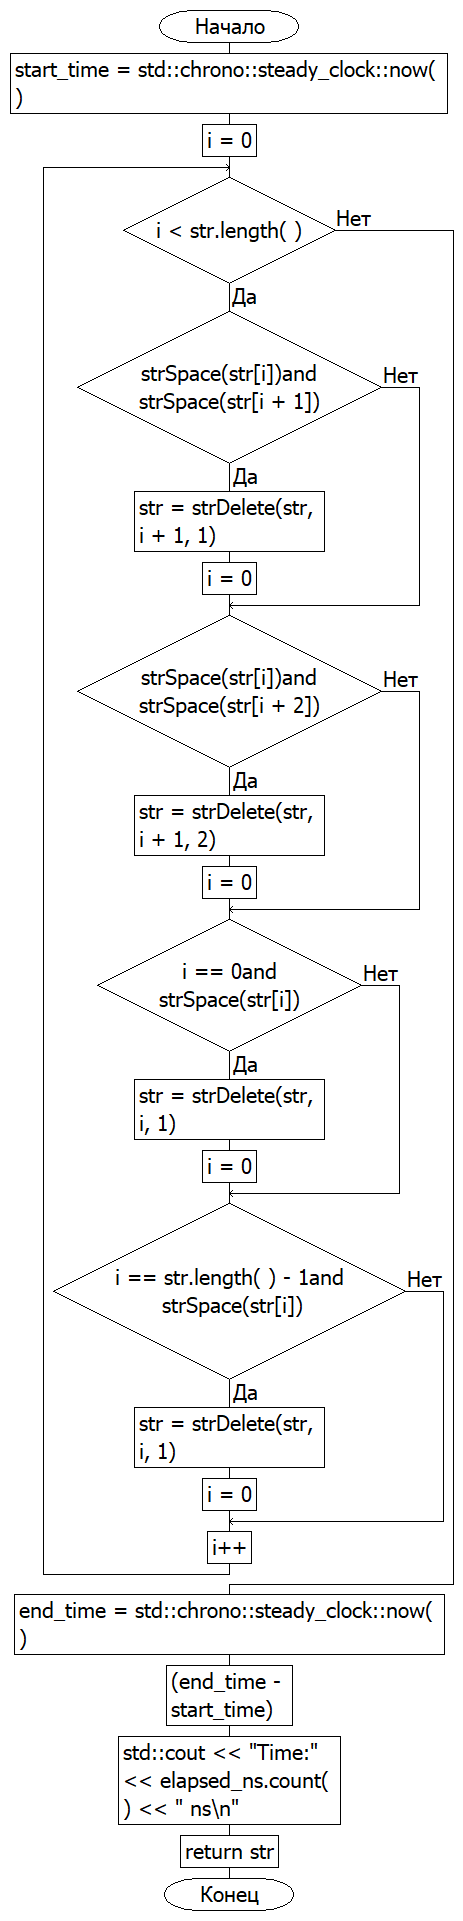 Начало
start_time = std::chrono::steady_clock::now(
)
i = 0
i < str.length( )
Нет
Да
strSpace(str[i])and
strSpace(str[i + 1])
Нет
Да
str = strDelete(str,
i + 1, 1)
i = 0
strSpace(str[i])and
strSpace(str[i + 2])
Нет
Да
str = strDelete(str,
i + 1, 2)
i = 0
i == 0and
strSpace(str[i])
Нет
Да
str = strDelete(str,
i, 1)
i = 0
i == str.length( ) - 1and
strSpace(str[i])
Нет
Да
str = strDelete(str,
i, 1)
i = 0
i++
end_time = std::chrono::steady_clock::now(
)
(end_time -
start_time)
std::cout << "Time:"
<< elapsed_ns.count(
) << " ns\n"
return str
Конец